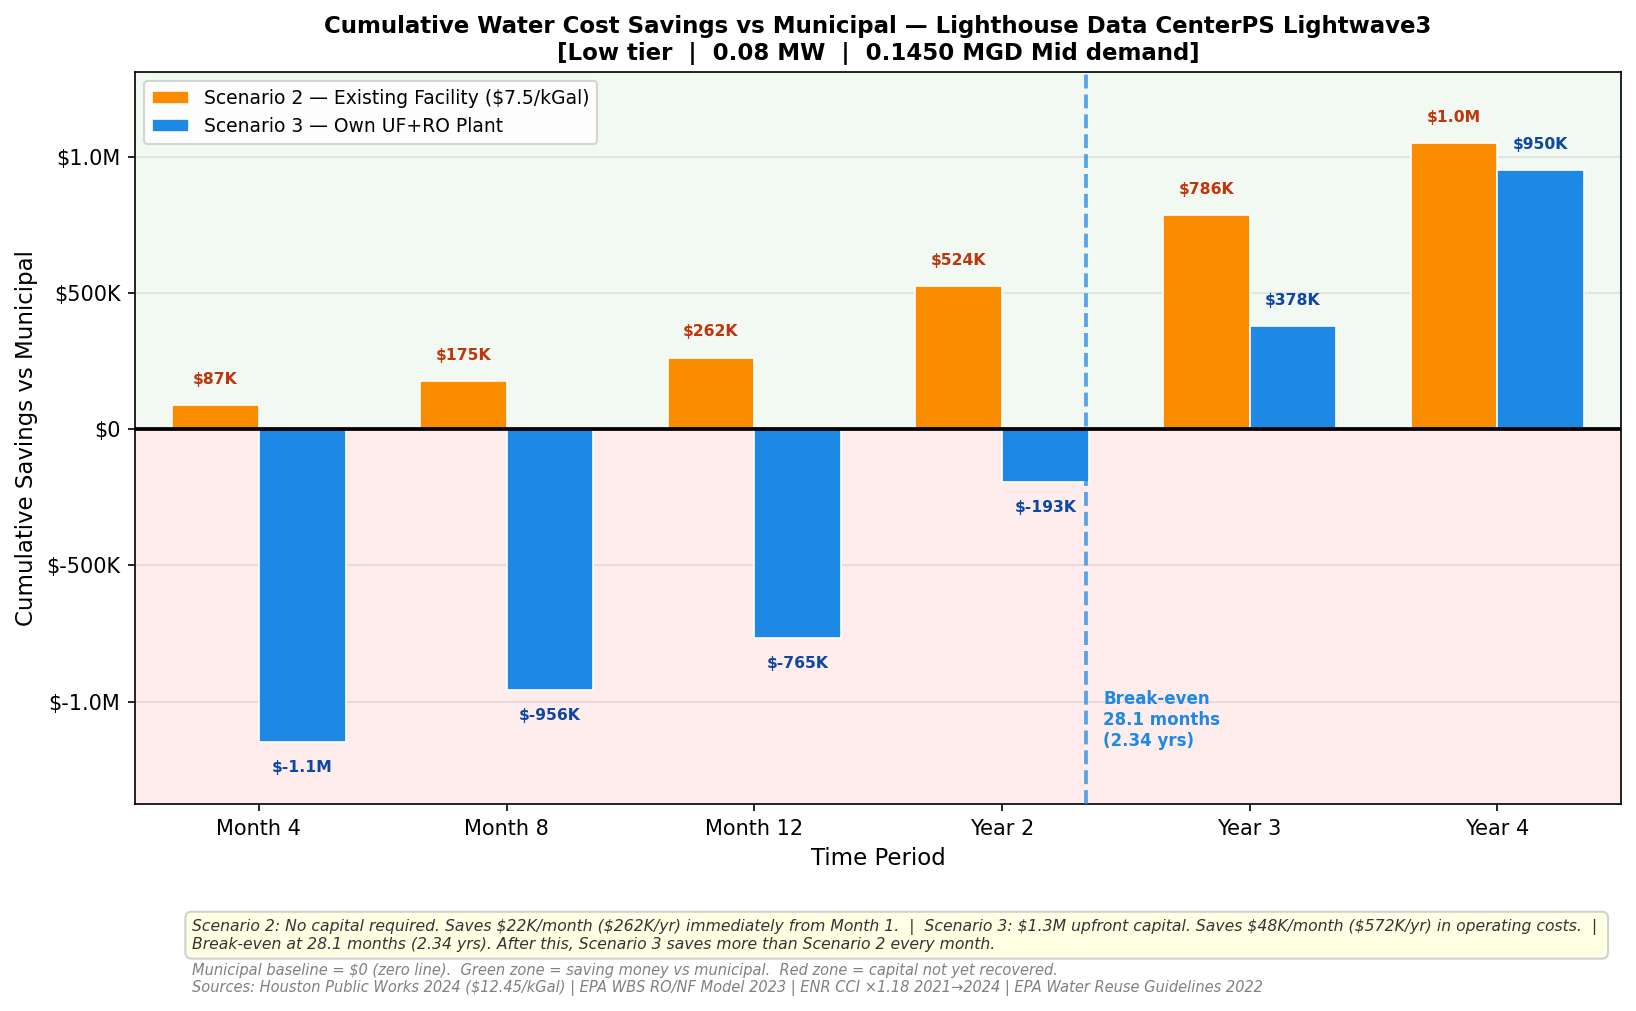 Cumulative Water Cost Savings vs Municipal — Lighthouse Data CenterPS Lightwave3
[Low tier | 0.08 MW | 0.1450 MGD Mid demand]
Scenario 2 — Existing Facility ($7.5/kGal)
Scenario 3 — Own UF+RO Plant
Cumulative Savings vs Municipal
$1.0M
$500K
$0
$-500K
$-1.0M
$87K
$-1.1M
$175K
$-956K
$262K
$-765K
$524K
$-193K
$786K
$378K
$1.0M
$950K
Break-even
28.1 months
(2.34 yrs)
Month 4
Month 8
Month 12
Year 2
Year 3
Year 4
Time Period
Scenario 2: No capital required. Saves $22K/month ($262K/yr) immediately from Month 1. | Scenario 3: $1.3M upfront capital. Saves $48K/month ($572K/yr) in operating costs. |
Break-even at 28.1 months (2.34 yrs). After this, Scenario 3 saves more than Scenario 2 every month.
Municipal baseline = $0 (zero line). Green zone = saving money vs municipal. Red zone = capital not yet recovered.
Sources: Houston Public Works 2024 ($12.45/kGal) | EPA WBS RO/NF Model 2023 | ENR CCI ×1.18 2021→2024 | EPA Water Reuse Guidelines 2022